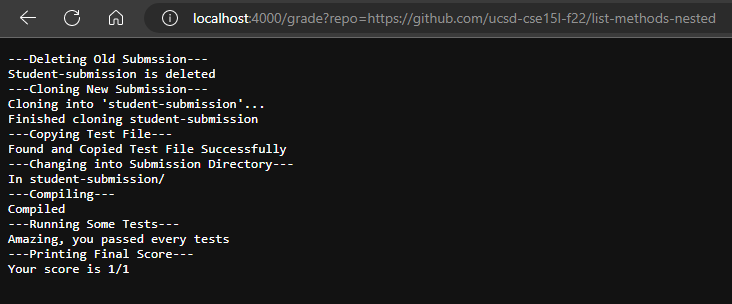 localhost:4000/grade?repo=https://github.com/ucsd-cse15l-f22/list-methods-nested
---Deleting Old Submssion---
Student-submission is deleted
---Cloning New Submission---
Cloning into 'student-submission'...
Finished cloning student-submission
---Copying Test File---
Found and Copied Test File Successfully
---Changing into Submission Directory---
In student-submission/
---Compiling---
Compiled
---Running Some Tests---
Amazing, you passed every tests
---Printing Final Score---
Your score is 1/1